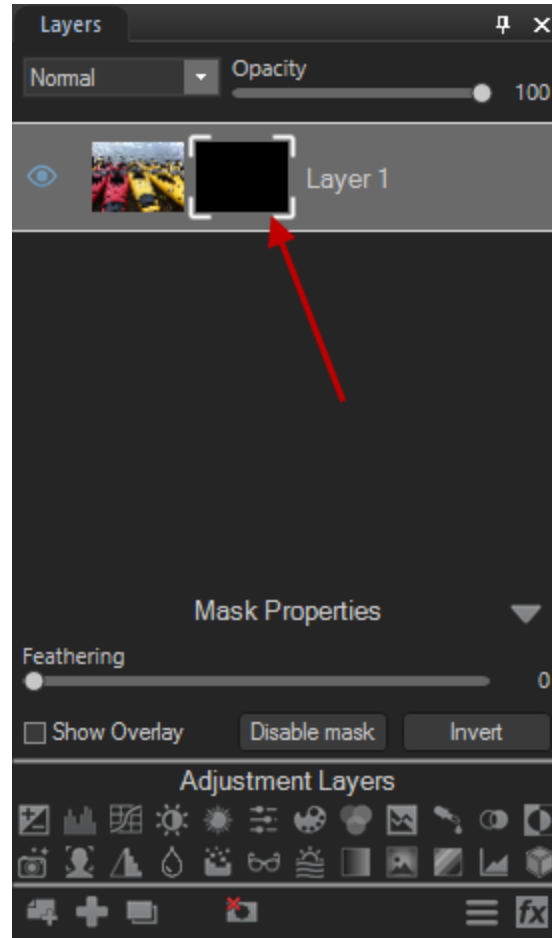 Layers
Normal
Opacity
100
Layer 1
Mask Properties
Feathering
0
Show Overlay
Disable mask
Invert
Adjustment Layers
fx